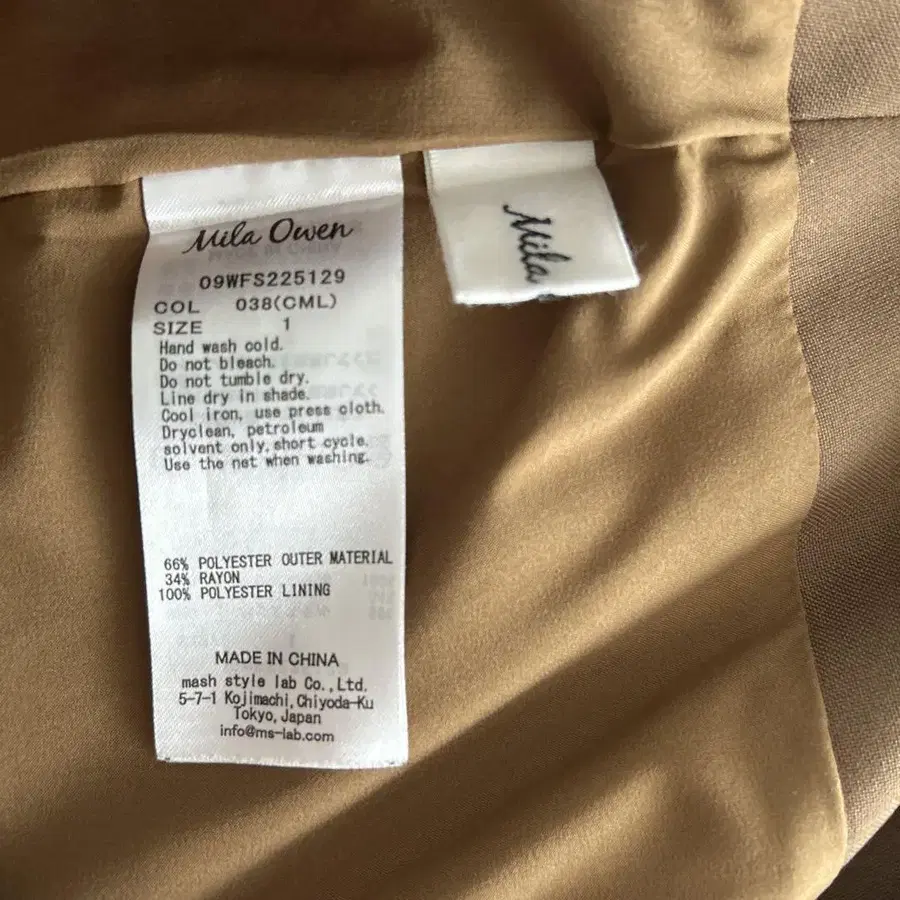 Mila Owen
09WFS225129
COL 038(CML)
SIZE 1
Hand wash cold.
Do not bleach.
Do not tumble dry.
Line dry in shade.
Cool iron, use press cloth.
Dryclean, petroleum
solvent only, short cycle.
Use the net when washing.
66% POLYESTER OUTER MATERIAL
34% RAYON
100% POLYESTER LINING
MADE IN CHINA
mash style lab Co., Ltd.
5-7-1 Kojimachi, Chiyoda-Ku
Tokyo, Japan
info@ms-lab.com
Mila